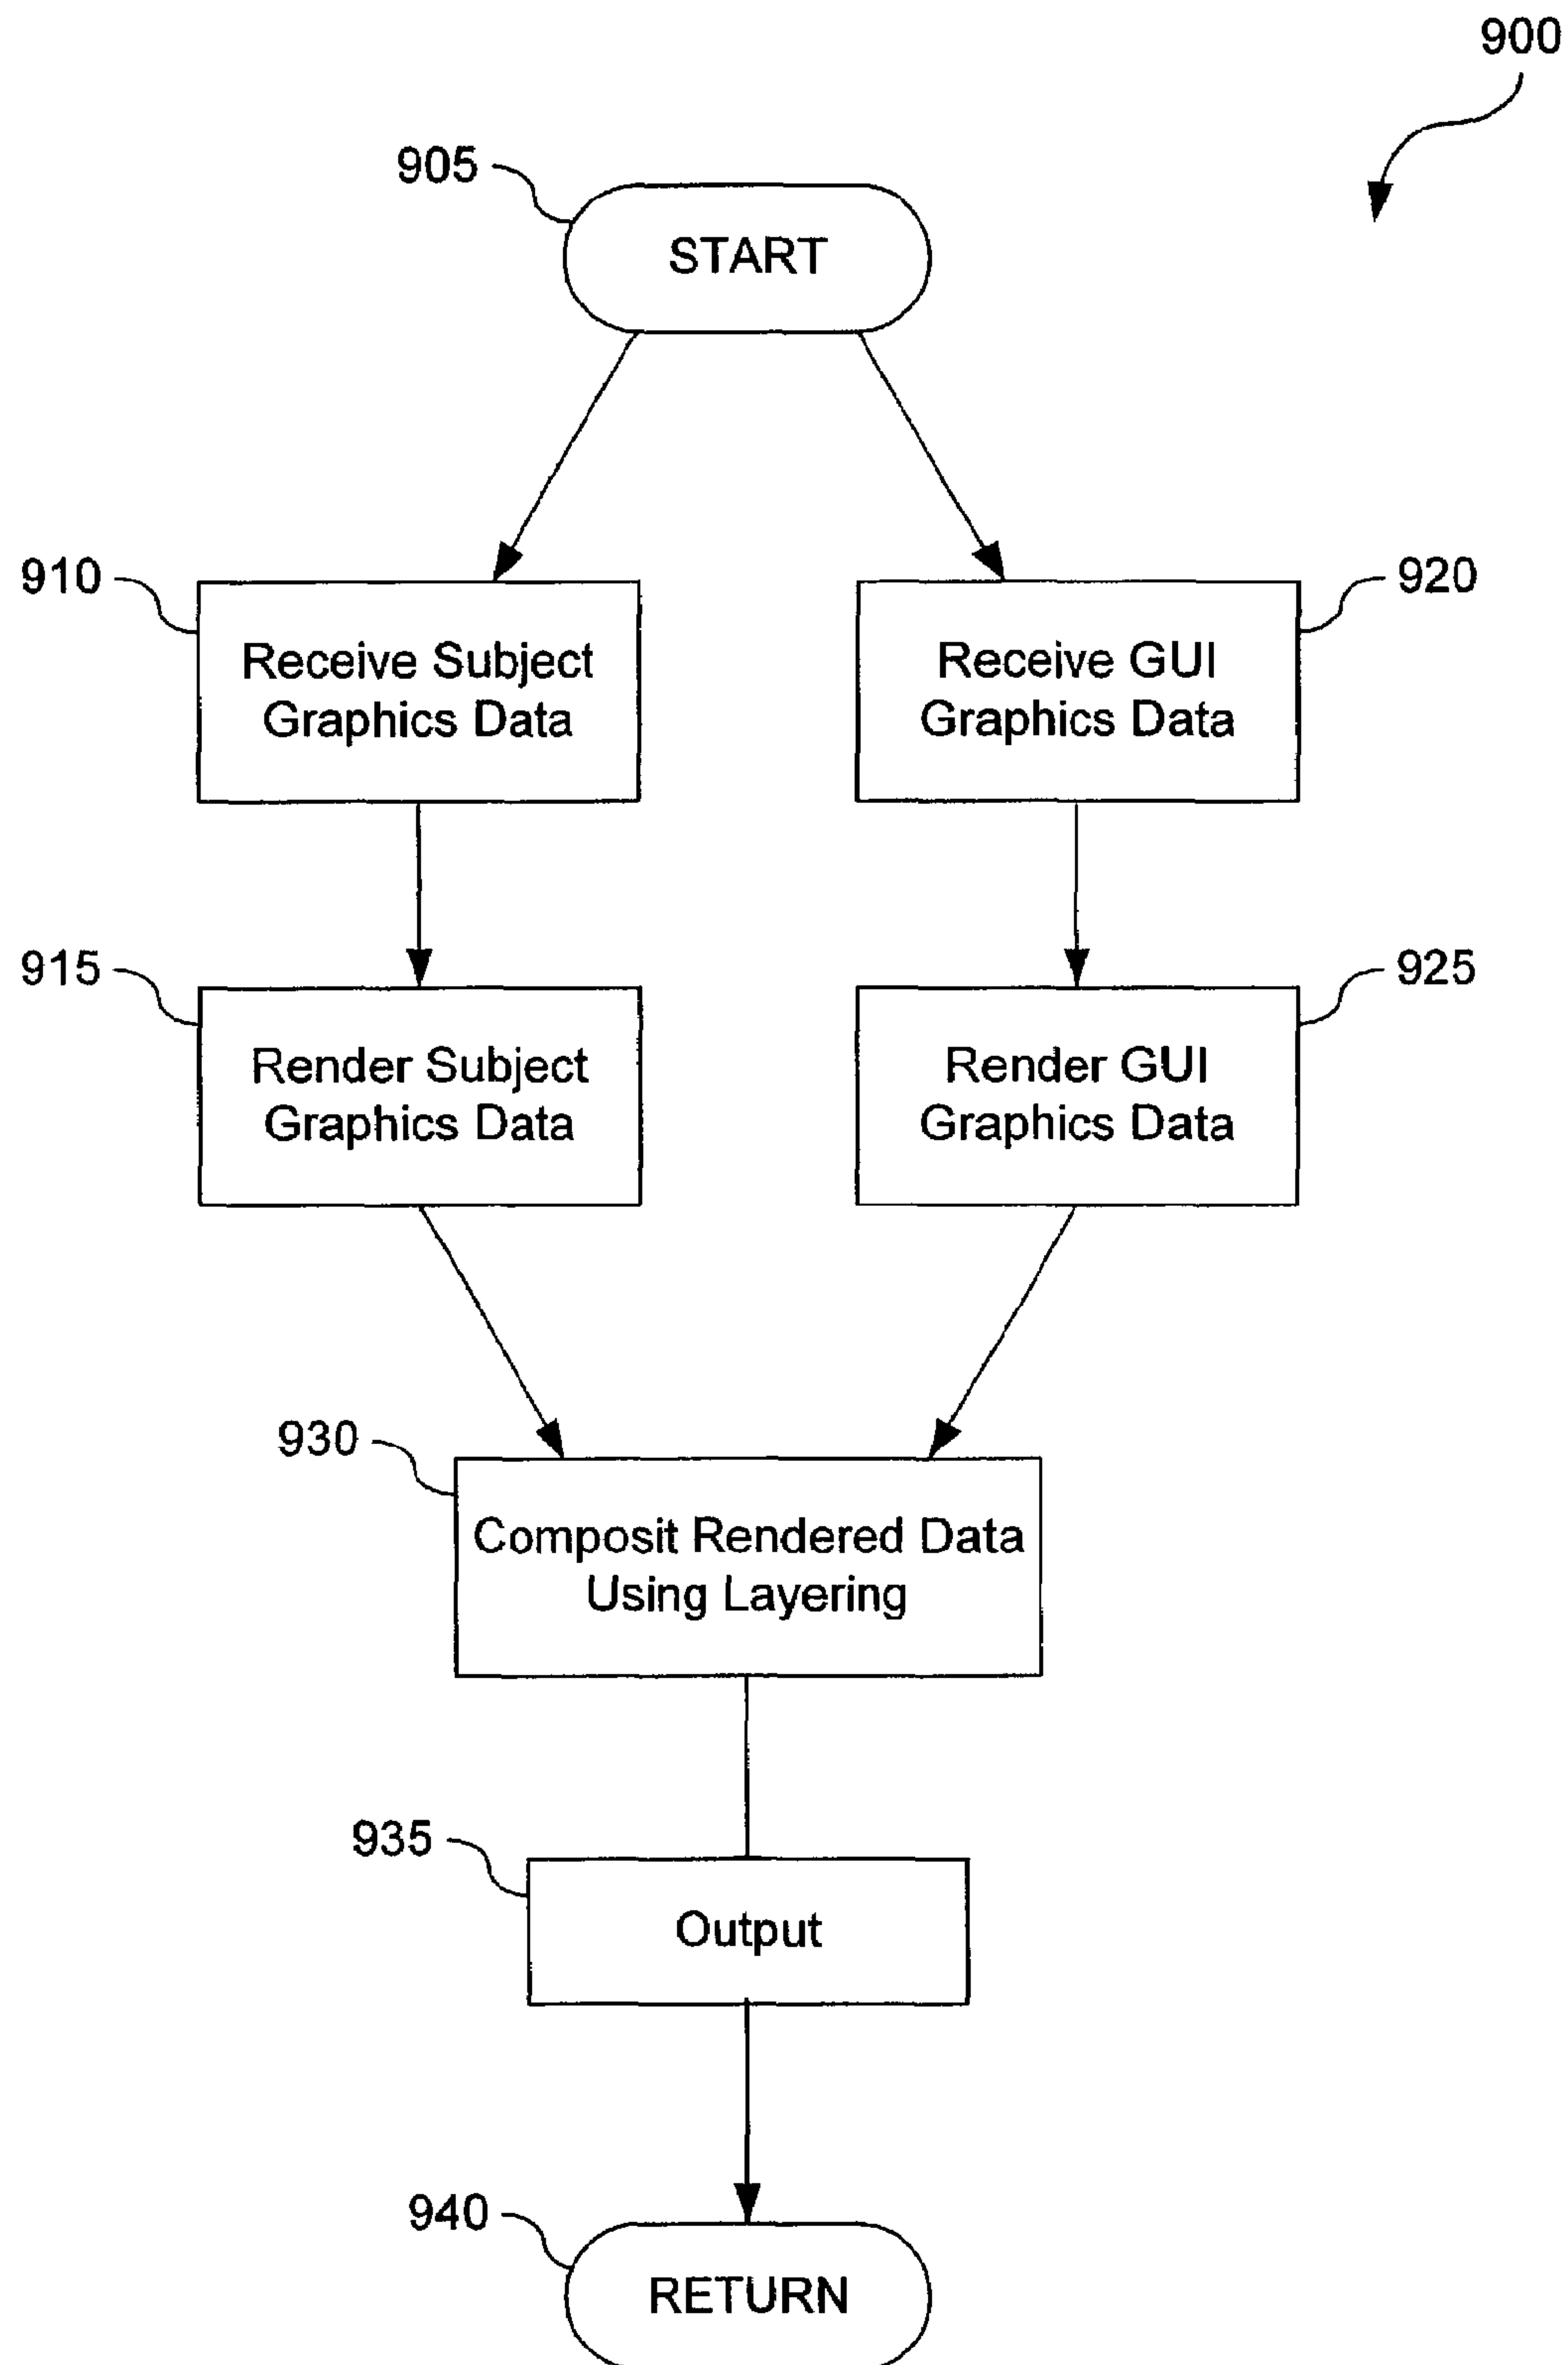 900
905
START
910
Receive Subject
Graphics Data
920
Receive GUI
Graphics Data
915
Render Subject
Graphics Data
925
Render GUI
Graphics Data
930
Composit Rendered Data
Using Layering
935
Output
940
RETURN